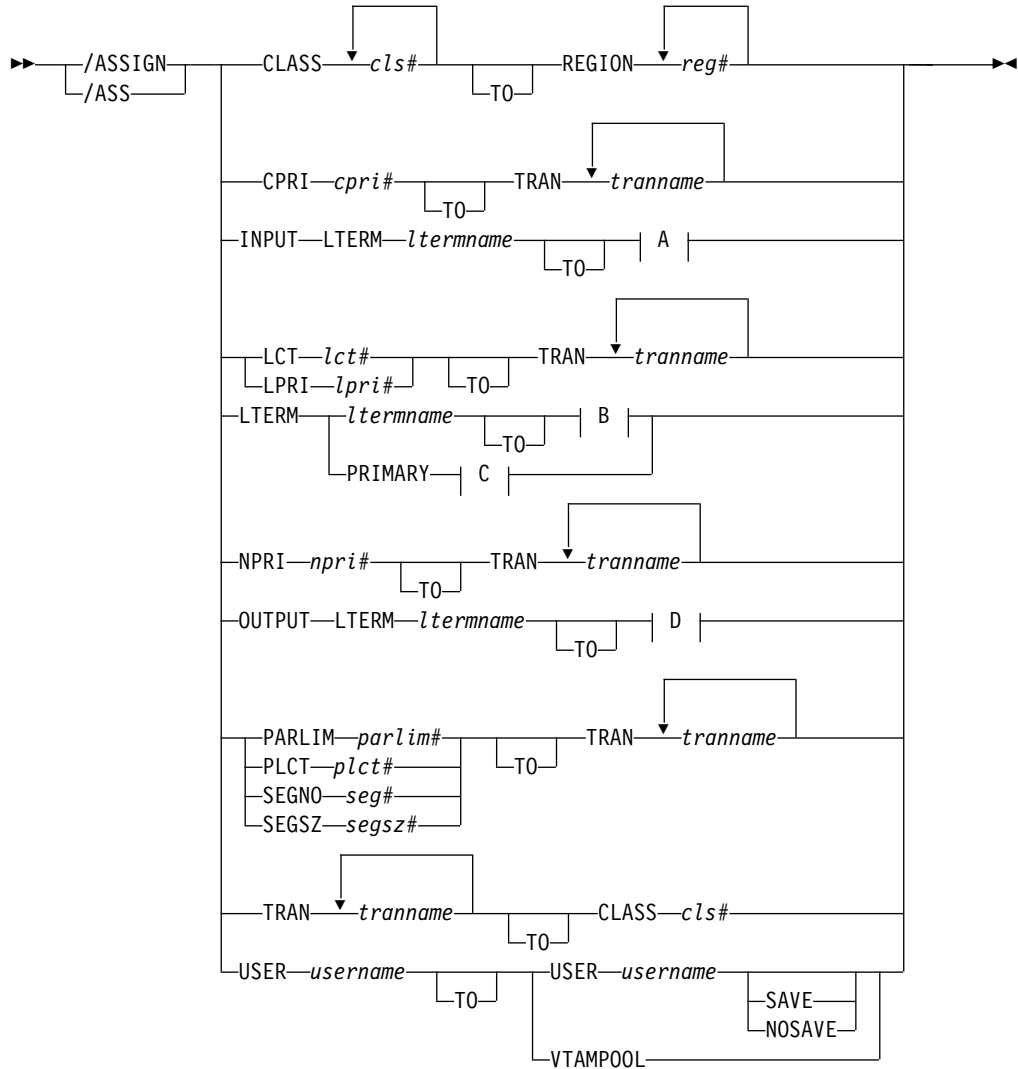 /ASSIGN CLASS cls# REGION reg#
/ASS TO
CPRI cpri# TRAN tranname
TO
INPUT LTERM ltermname A
TO
LCT lct# TRAN tranname
LPRI lpri# TO
LTERM ltermname B
TO
PRIMARY C
NPRI npri# TRAN tranname
TO
OUTPUT LTERM ltermname D
TO
PARLIM parlim# TRAN tranname
PLCT plct# TO
SEGNO seg#
SEGSZ segsz#
TRAN tranname CLASS cls#
TO
USER username USER username
TO SAVE
NOSAVE
VTAMPOOL